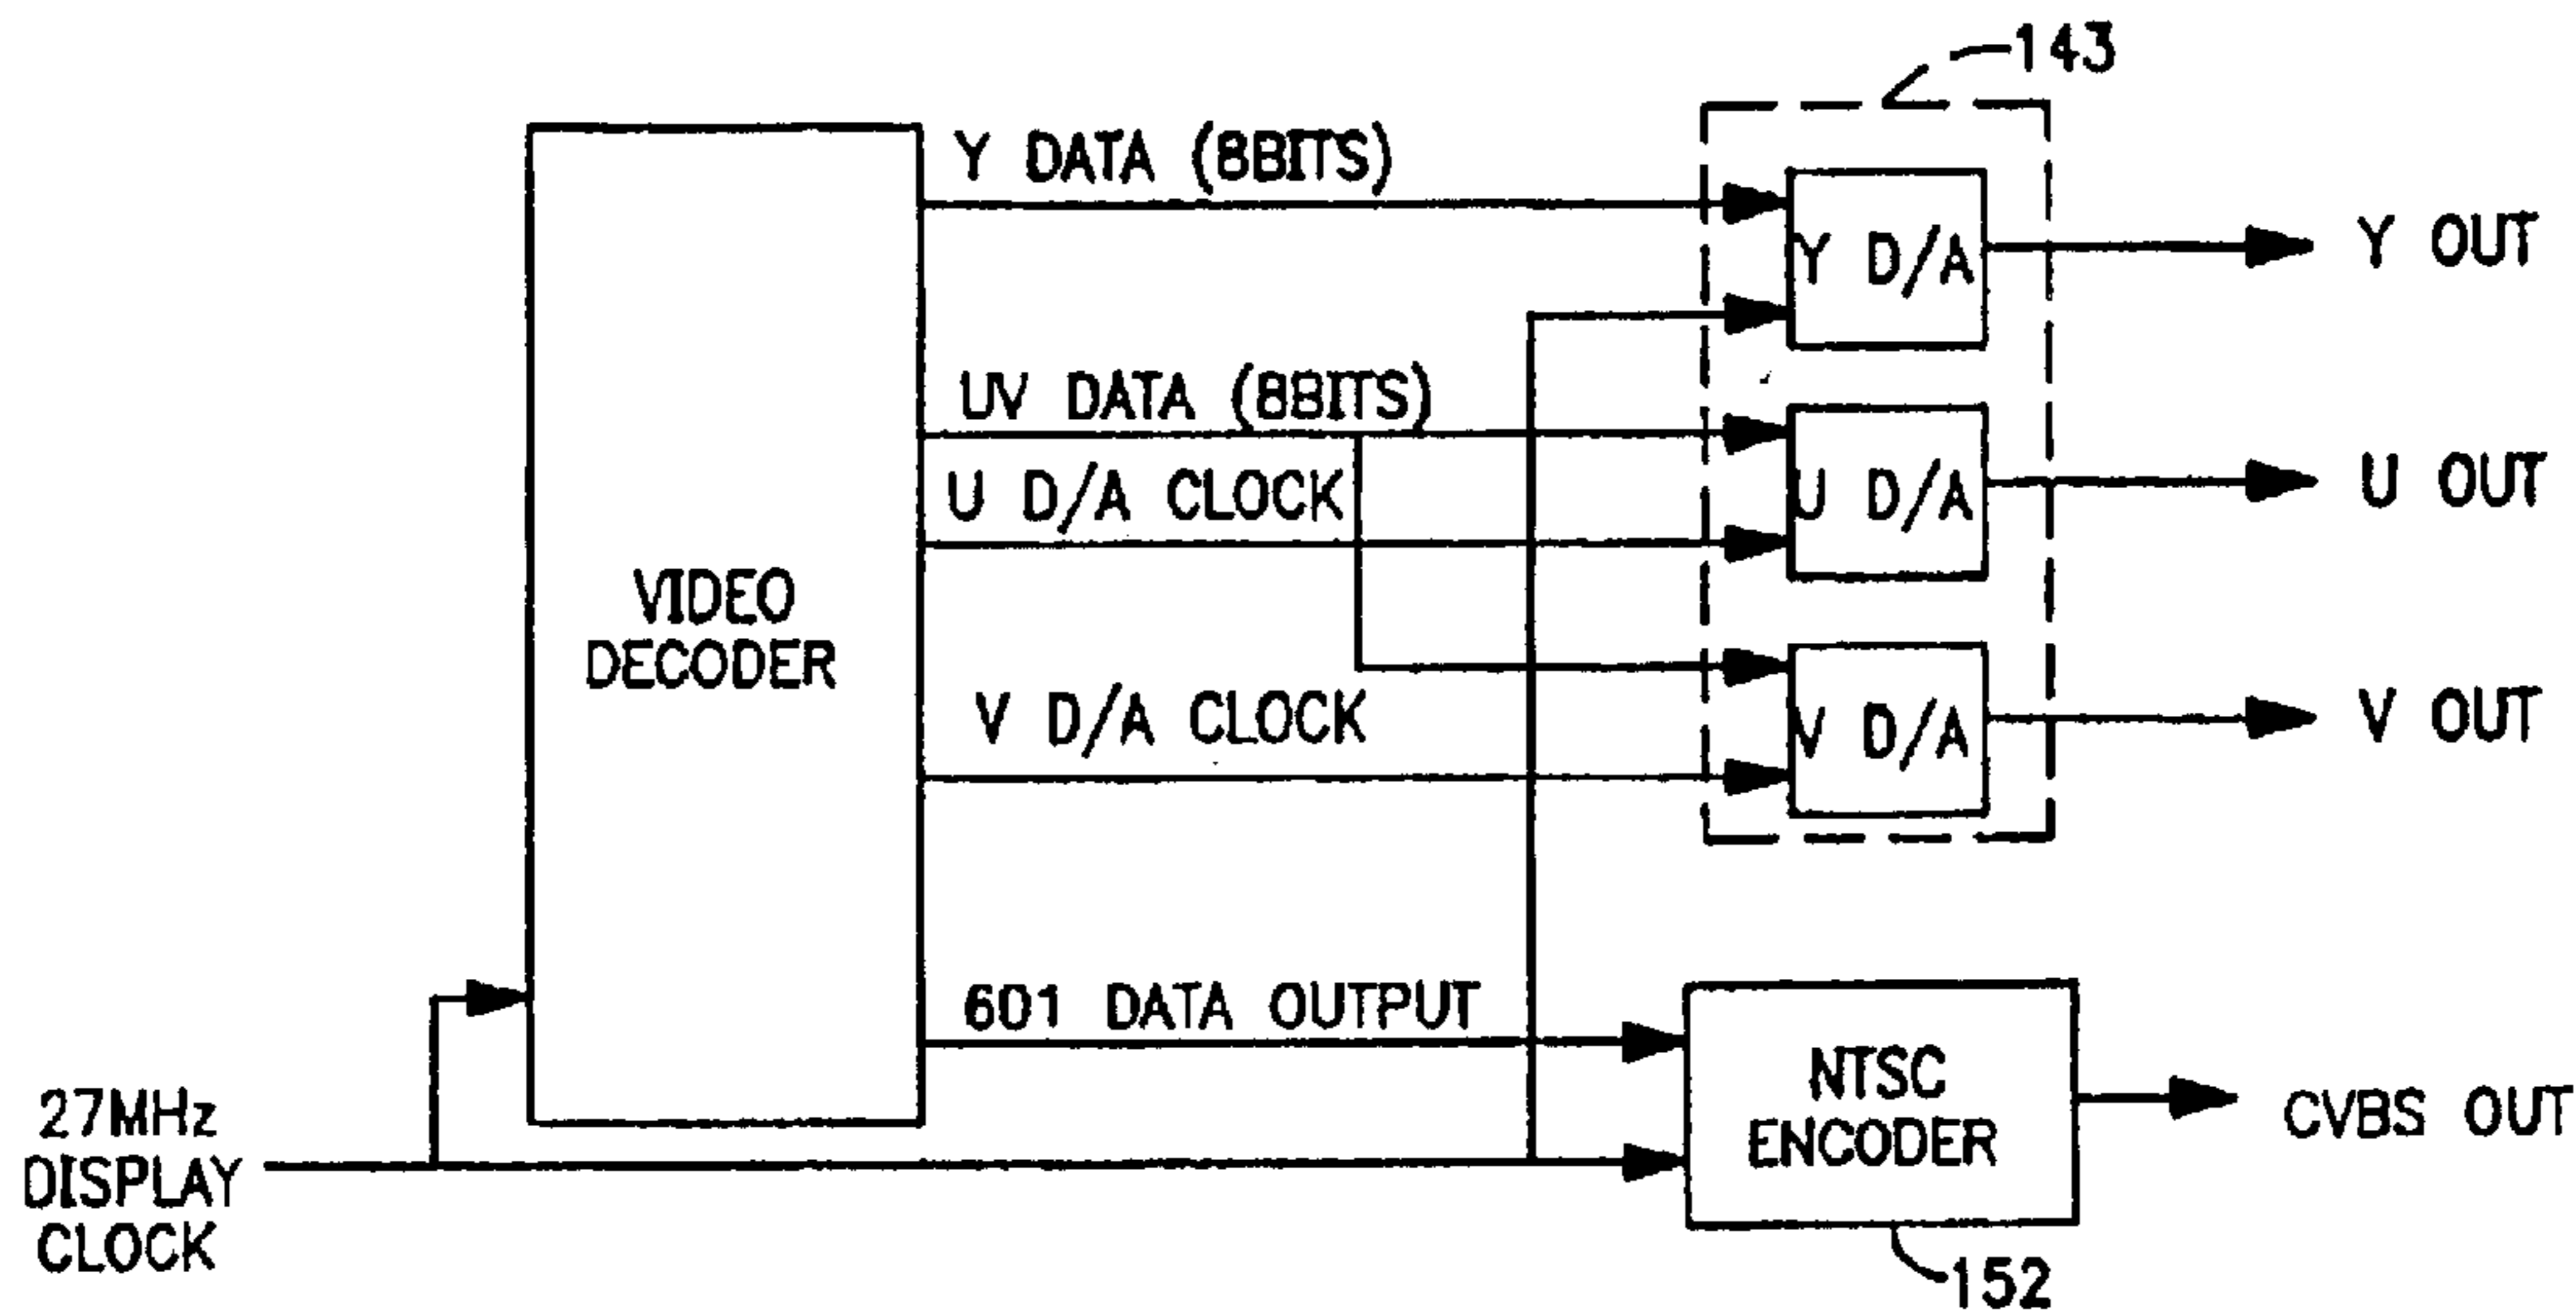 143
Y DATA (8BITS)
Y D/A
Y OUT
UV DATA (8BITS)
U D/A CLOCK
U D/A
U OUT
VIDEO
DECODER
V D/A CLOCK
V D/A
V OUT
601 DATA OUTPUT
NTSC
ENCODER
CVBS OUT
27MHz
DISPLAY
CLOCK
152